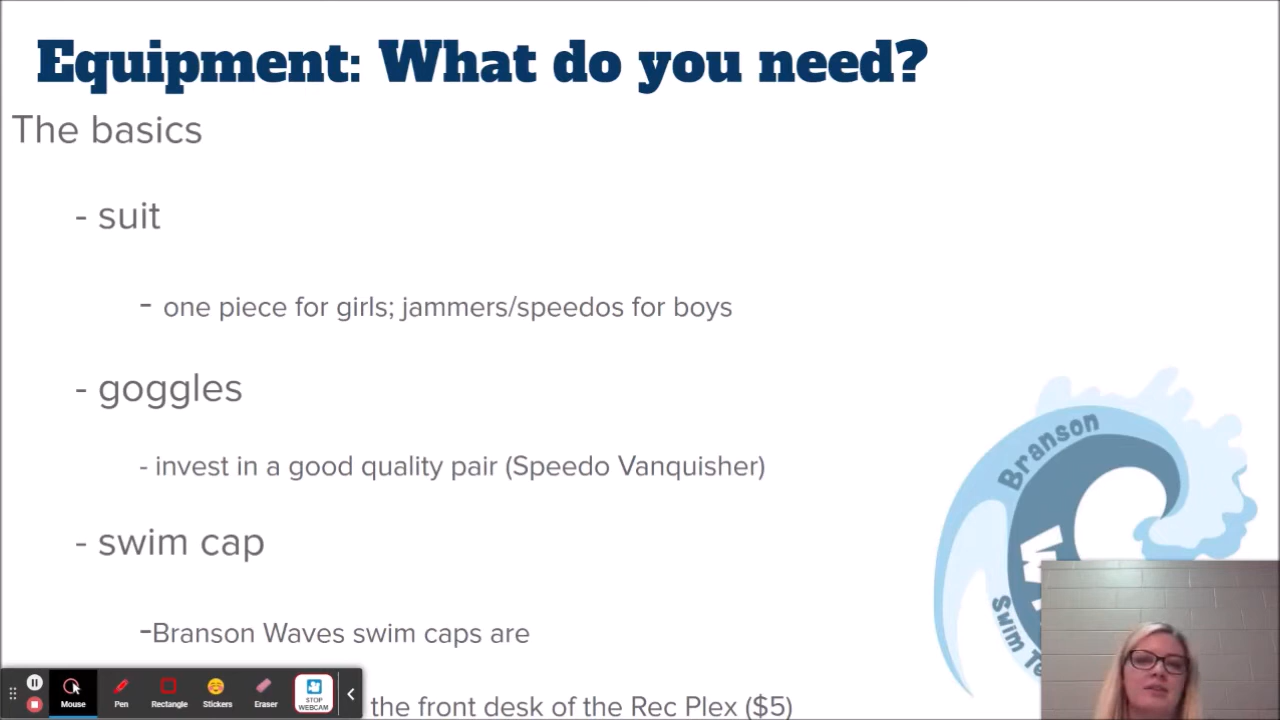 Equipment: What do you need?
The basics
- suit
- one piece for girls; jammers/speedos for boys
- goggles
- invest in a good quality pair (Speedo Vanquisher)
- swim cap
-Branson Waves swim caps are
the front desk of the Rec Plex ($5)
Branson
W
Swim Te
Mouse
Pen
Rectangle
Stickers
Eraser
STOP
WEBCAM